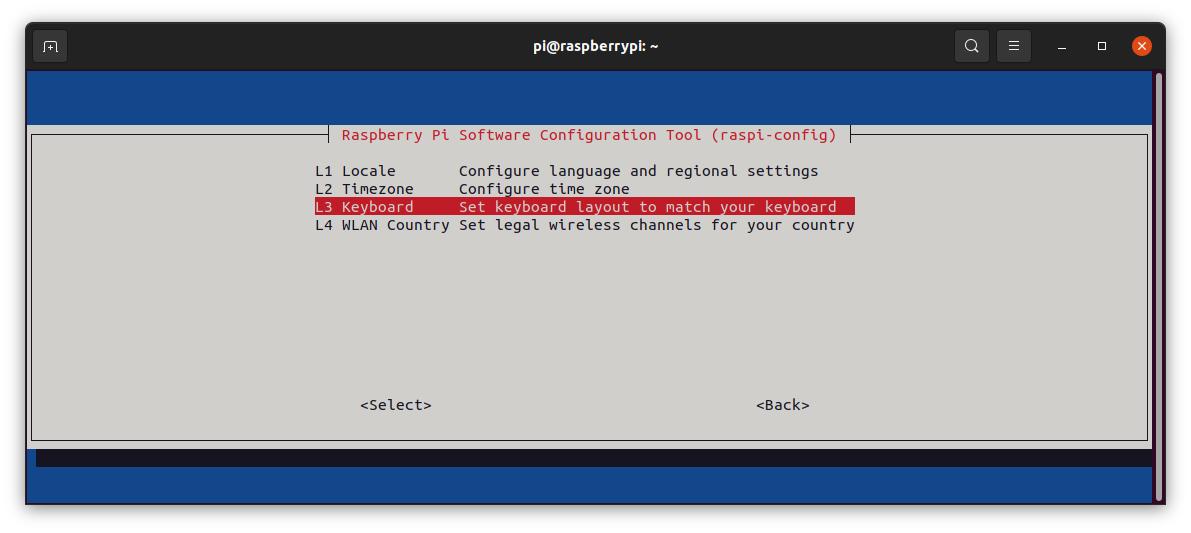 pi@raspberrypi: ~
Raspberry Pi Software Configuration Tool (raspi-config)
L1 Locale       Configure language and regional settings
L2 Timezone     Configure time zone
L3 Keyboard     Set keyboard layout to match your keyboard
L4 WLAN Country Set legal wireless channels for your country
<Select>                                    <Back>